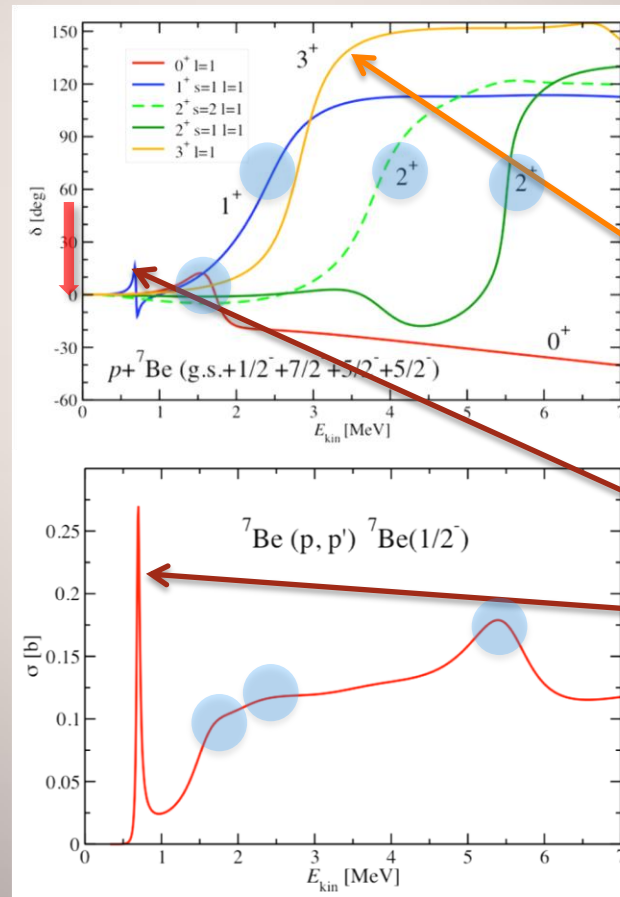 150
120
90
60
30
0
-30
-60
δ [deg]
0⁺ l=1
1⁺ s=1 l=1
2⁺ s=2 l=1
2⁺ s=1 l=1
3⁺ l=1
3⁺
1⁺
2⁺
2⁺
0⁺
p+⁷Be (g.s.+1/2⁻+7/2⁻+5/2⁻+5/2⁻)
0 1 2 3 4 5 6 7
E_kin [MeV]
0.25
0.2
0.15
0.1
0.05
0
σ [b]
⁷Be (p, p') ⁷Be(1/2⁻)
0 1 2 3 4 5 6 7
E_kin [MeV]